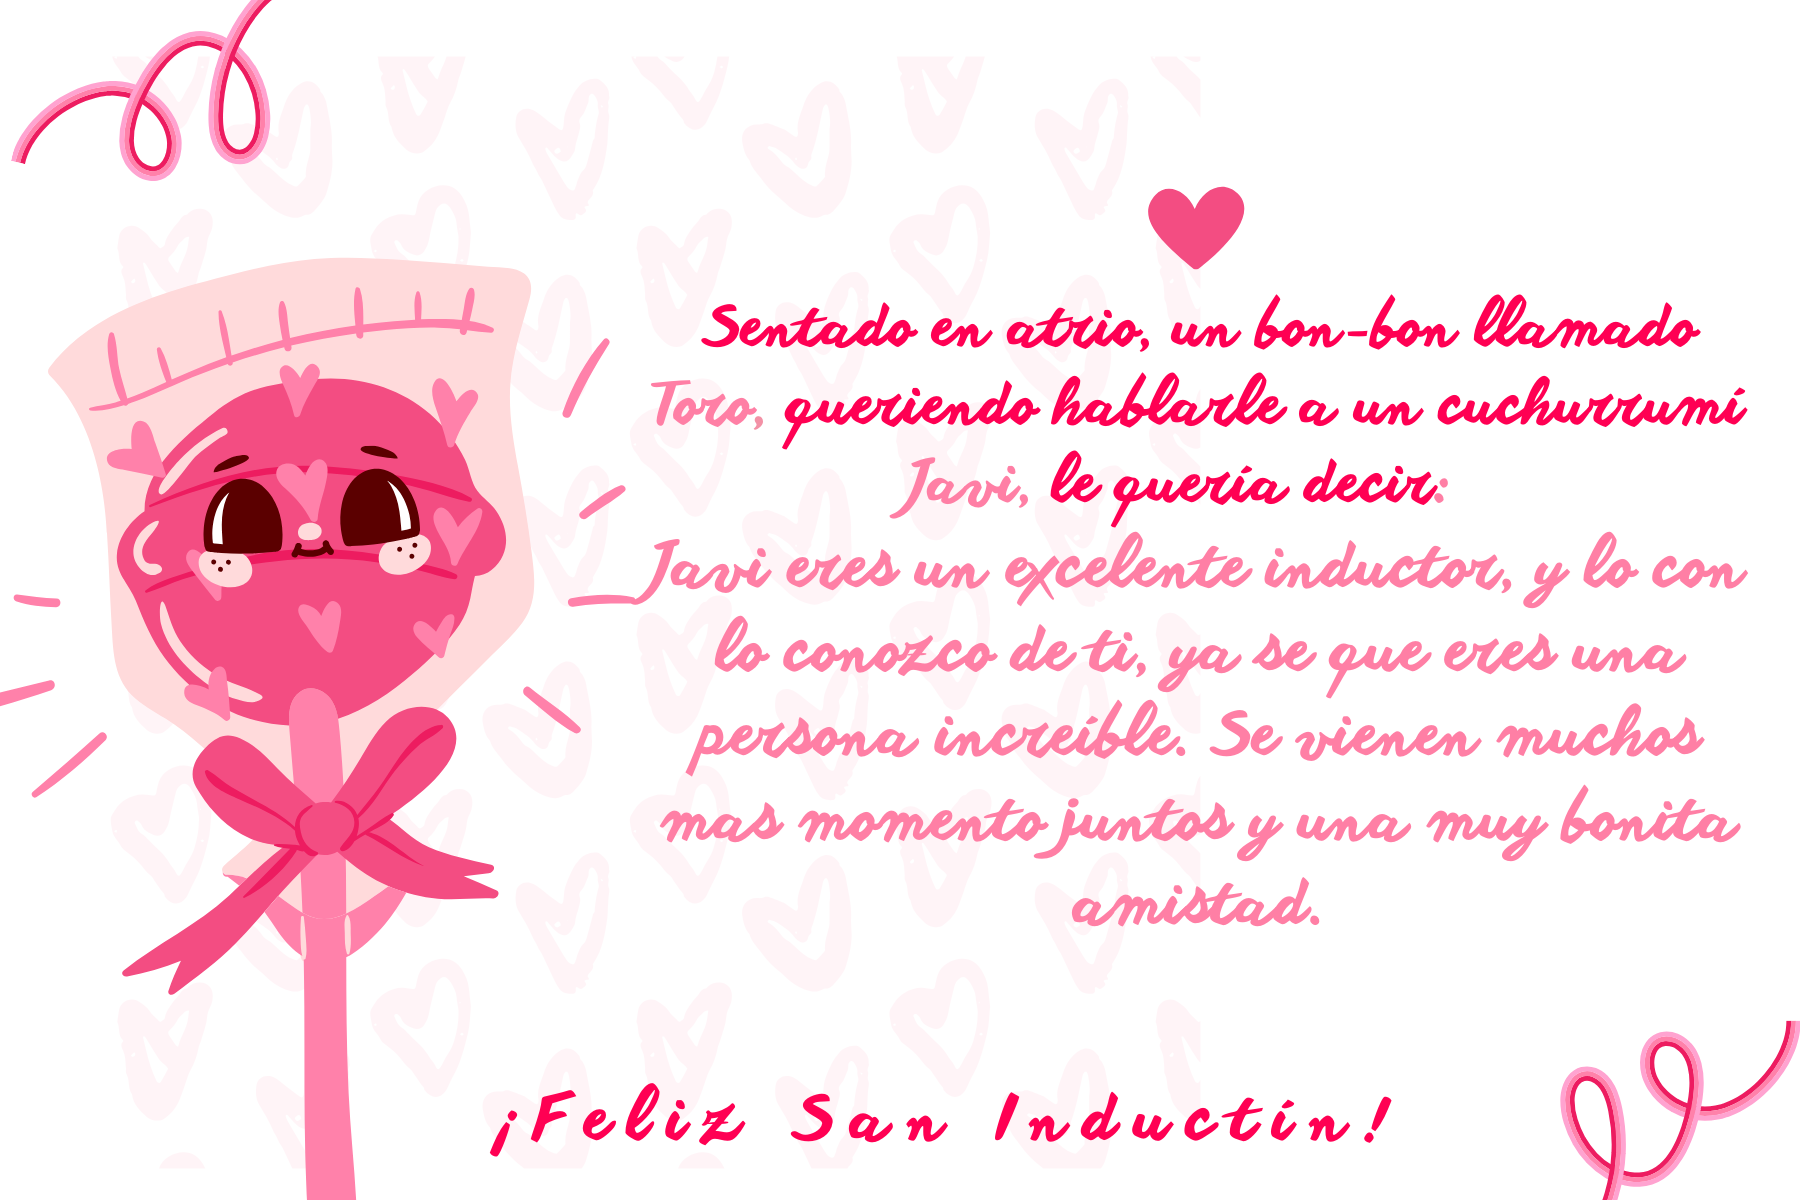 Sentado en atrio, un bon-bon llamado
Toro, queriendo hablarle a un cuchurrumí
Javi, le quería decir:
Javi eres un excelente inductor, y lo con
lo conozco de ti, ya se que eres una
persona increíble. Se vienen muchos
mas momento juntos y una muy bonita
amistad.
¡Feliz San Inductín!